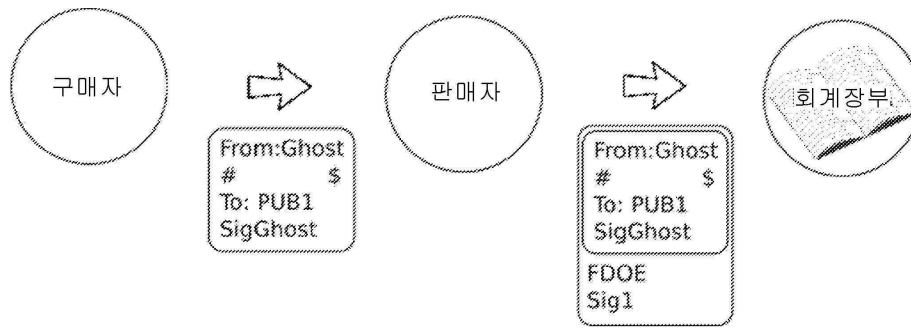 구매자
판매자
회계장부
From:Ghost
# $
To: PUB1
SigGhost
From:Ghost
# $
To: PUB1
SigGhost
FDOE
Sig1